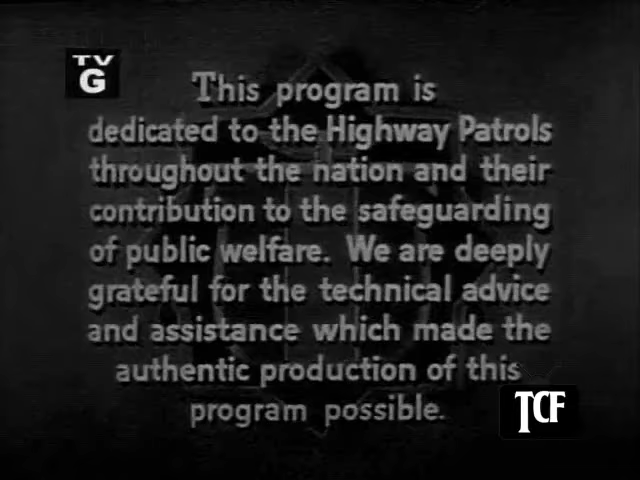 TV
G
This program is
dedicated to the Highway Patrols
throughout the nation and their
contribution to the safeguarding
of public welfare. We are deeply
grateful for the technical advice
and assistance which made the
authentic production of this
program possible.
TCF